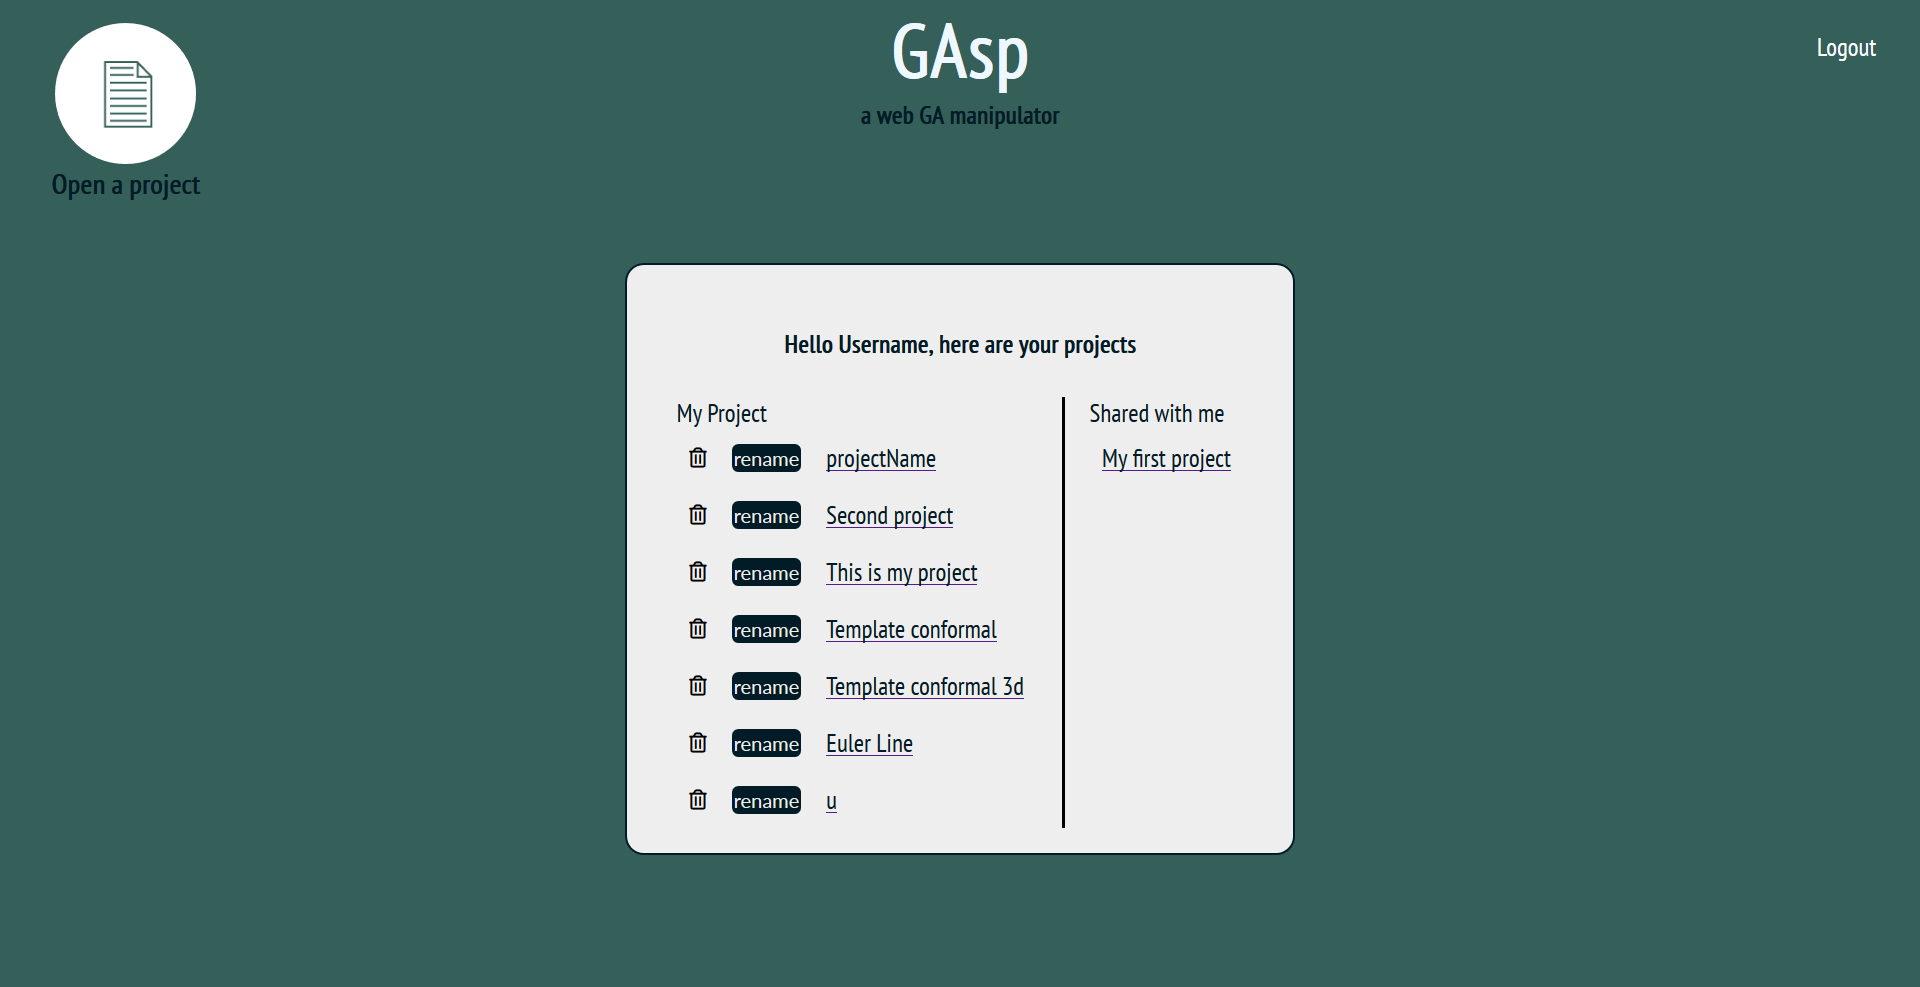 GAsp
Logout
a web GA manipulator
Open a project
Hello Username, here are your projects
My Project
rename projectName
rename Second project
rename This is my project
rename Template conformal
rename Template conformal 3d
rename Euler Line
rename u
Shared with me
My first project